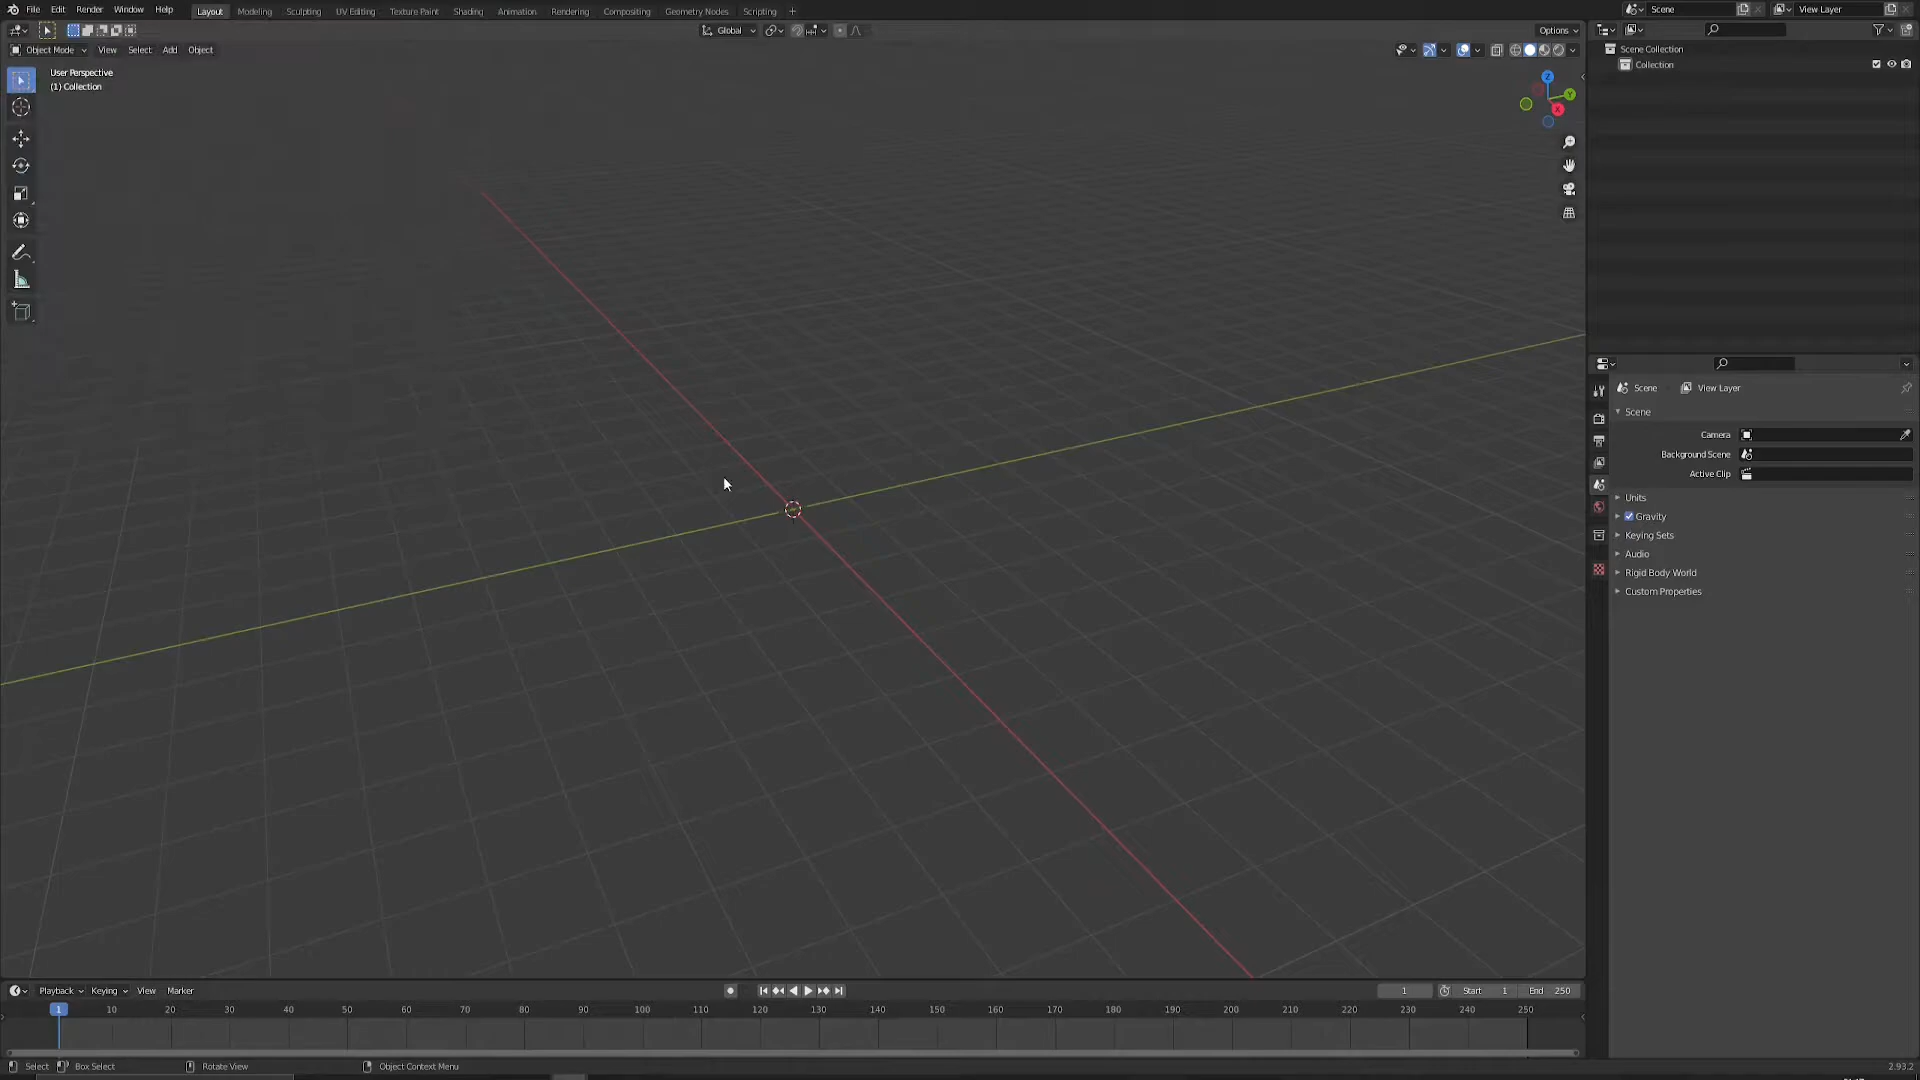 File Edit Render Window Help Layout Modeling Sculpting UV Editing Texture Paint Shading Animation Rendering Compositing Geometry Nodes Scripting + Scene View Layer
Global Options
Object Mode View Select Add Object
User Perspective
(1) Collection
Z
Y
X
Scene Collection
Collection
Scene View Layer
Scene
Camera
Background Scene
Active Clip
Units
Gravity
Keying Sets
Audio
Rigid Body World
Custom Properties
Playback Keying View Marker 1 Start 1 End 250
1 10 20 30 40 50 60 70 80 90 100 110 120 130 140 150 160 170 180 190 200 210 220 230 240 250
Select Box Select Rotate View Object Context Menu 2.93.2